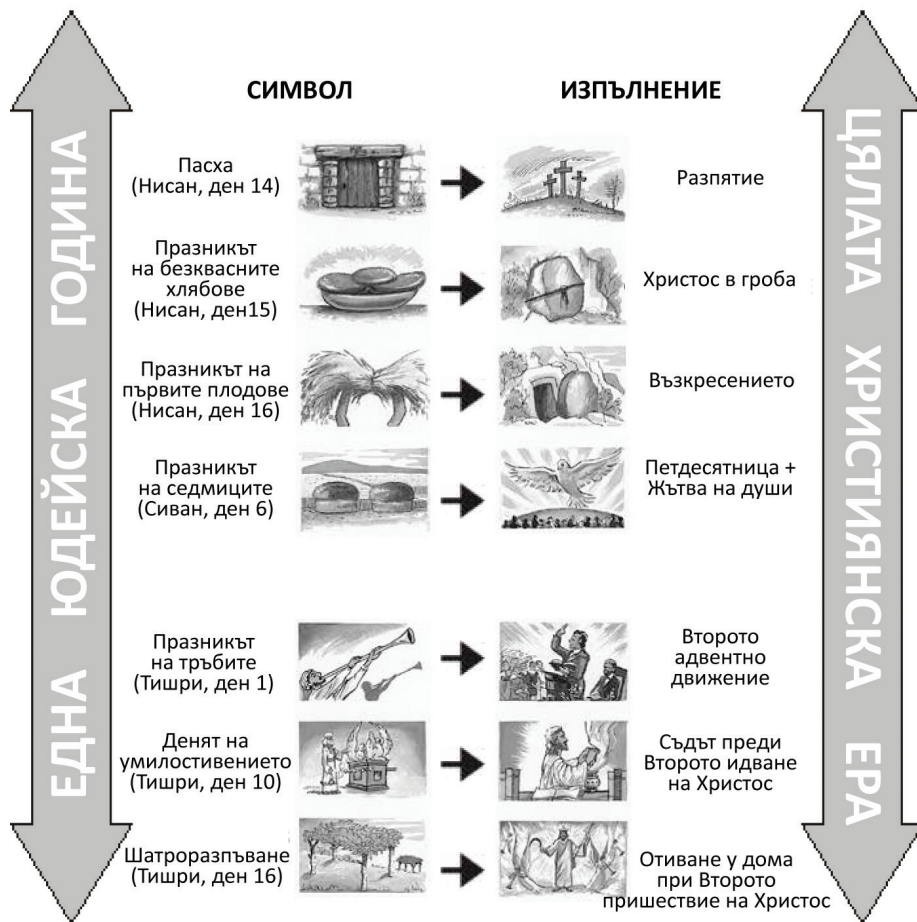 СИМВОЛ
ИЗПЪЛНЕНИЕ
ЕДНА ЮДЕЙСКА ГОДИНА
ЦЯЛАТА ХРИСТИЯНСКА ЕРА
Пасха
(Нисан, ден 14)
Разпятие
Празникът
на безквасните
хлябове
(Нисан, ден15)
Христос в гроба
Празникът на
първите плодове
(Нисан, ден 16)
Възкресението
Празникът
на седмиците
(Сиван, ден 6)
Петдесятница +
Жътва на души
Празникът
на тръбите
(Тишри, ден 1)
Второто
адвентно
движение
Денят на
умилостивението
(Тишри, ден 10)
Съдът преди
Второто идване
на Христос
Шатроразпъване
(Тишри, ден 16)
Отиване у дома
при Второто
пришествие на Христос